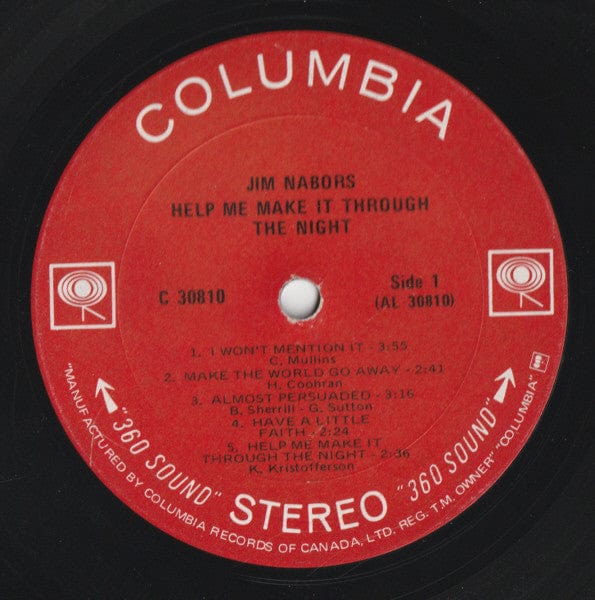 COLUMBIA
JIM NABORS
HELP ME MAKE IT THROUGH
THE NIGHT
C 30810
Side 1
(AL 30810)
1. I WON'T MENTION IT - 3:55
C. Mullins
2. MAKE THE WORLD GO AWAY - 2:41
H. Coohran
3. ALMOST PERSUADED - 3:16
B. Sherrill - G. Sutton
4. HAVE A LITTLE
FAITH - 2:24
5. HELP ME MAKE IT
THROUGH THE NIGHT - 2:36
K. Kristofferson
"360 SOUND" STEREO "360 SOUND"
"MANUFACTURED BY COLUMBIA RECORDS OF CANADA, LTD. REG. T.M. OWNER" "COLUMBIA"